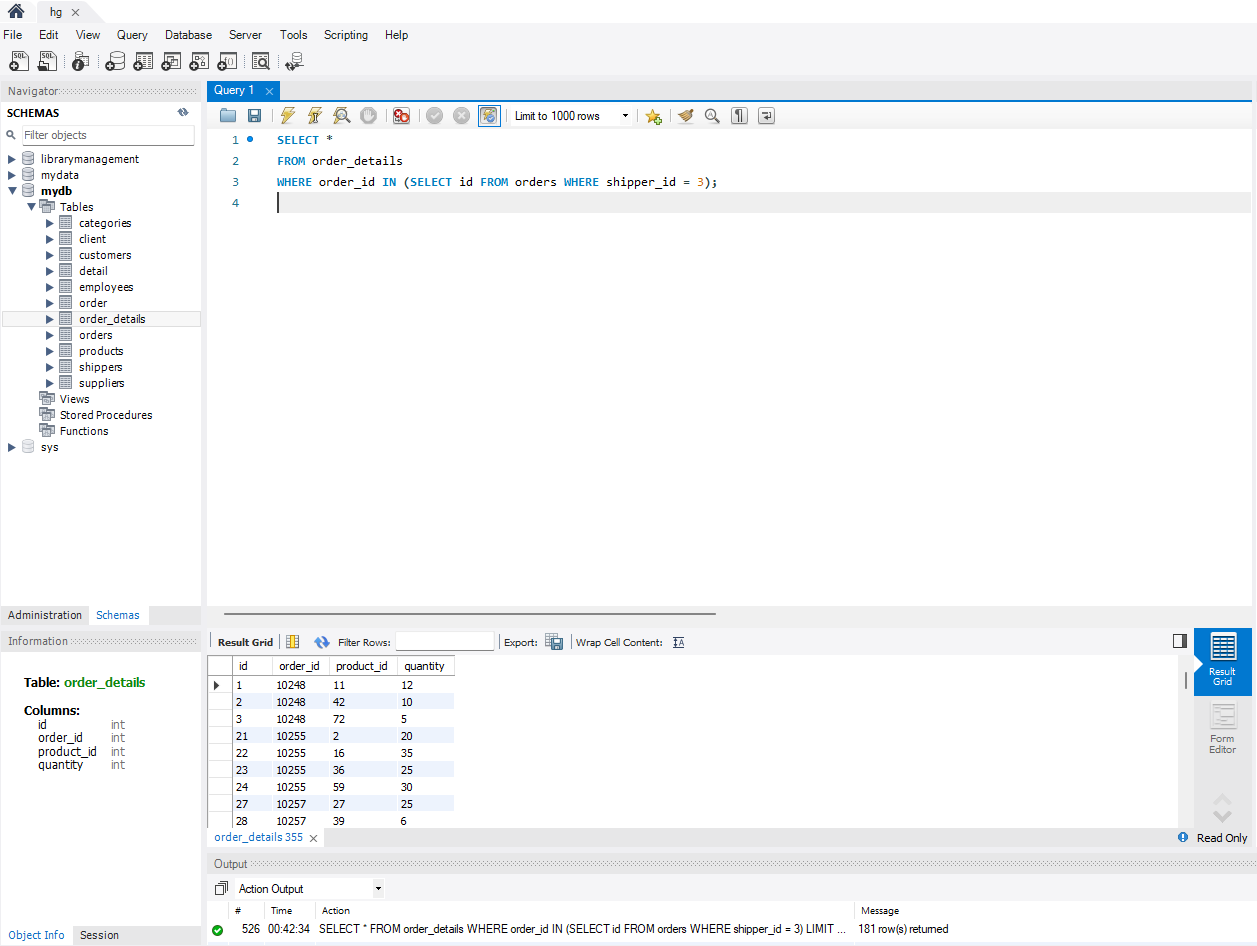 hg
File Edit View Query Database Server Tools Scripting Help
Navigator
SCHEMAS
Filter objects
librarymanagement
mydata
mydb
Tables
categories
client
customers
detail
employees
order
order_details
orders
products
shippers
suppliers
Views
Stored Procedures
Functions
sys
Administration Schemas
Information
Table: order_details
Columns:
id int
order_id int
product_id int
quantity int
Object Info Session
Query 1
Limit to 1000 rows
1 SELECT *
2 FROM order_details
3 WHERE order_id IN (SELECT id FROM orders WHERE shipper_id = 3);
4
Result Grid Filter Rows: Export: Wrap Cell Content:
id order_id product_id quantity
1 10248 11 12
2 10248 42 10
3 10248 72 5
21 10255 2 20
22 10255 16 35
23 10255 36 25
24 10255 59 30
27 10257 27 25
28 10257 39 6
Result
Grid
Form
Editor
order_details 355
Read Only
Output
Action Output
# Time Action Message
526 00:42:34 SELECT * FROM order_details WHERE order_id IN (SELECT id FROM orders WHERE shipper_id = 3) LIMIT ... 181 row(s) returned